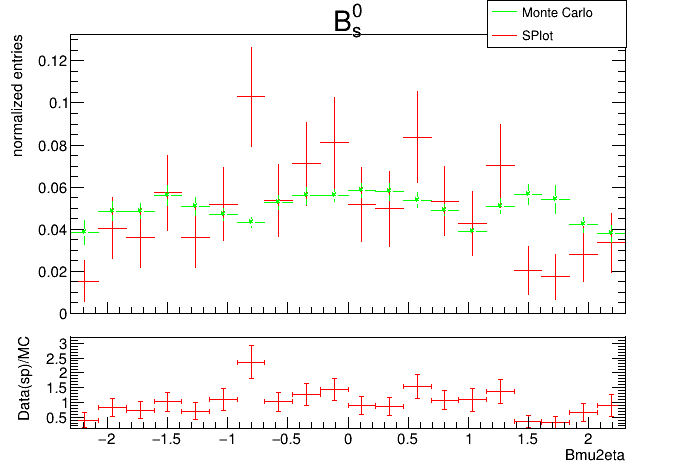 B_s^0
Monte Carlo
SPlot
normalized entries
0.12
0.1
0.08
0.06
0.04
0.02
0
Data(sp)/MC
3
2.5
2
1.5
1
0.5
−2 −1.5 −1 −0.5 0 0.5 1 1.5 2
Bmu2eta